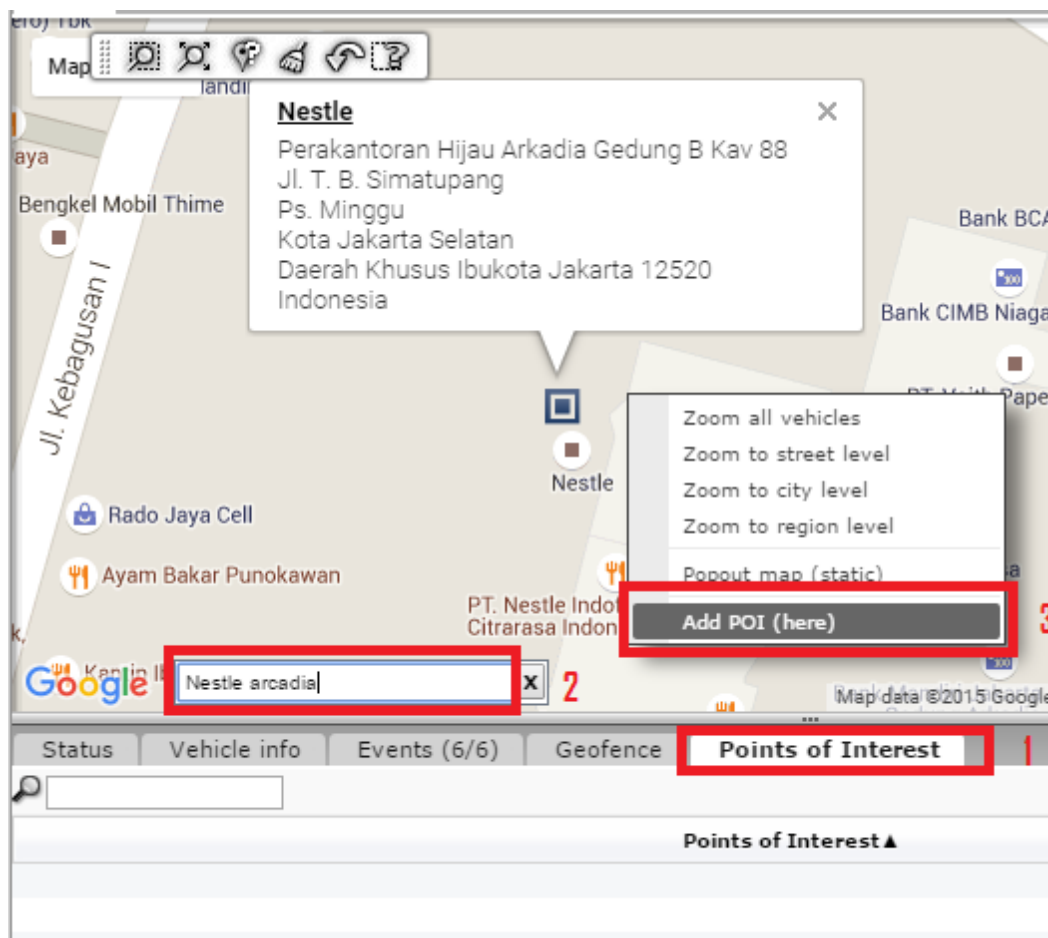 Map
Nestle
Perakantoran Hijau Arkadia Gedung B Kav 88
Jl. T. B. Simatupang
Ps. Minggu
Kota Jakarta Selatan
Daerah Khusus Ibukota Jakarta 12520
Indonesia
aya
Bengkel Mobil Thime
Bank BCA
Bank CIMB Niaga
Jl. Kebagusan I
Nestle
Zoom all vehicles
Zoom to street level
Zoom to city level
Zoom to region level
Popout map (static)
Add POI (here)
3
Rado Jaya Cell
Ayam Bakar Punokawan
PT. Nestle Indof
Citrarasa Indon
Google
Nestle arcadia
x
2
Map data ©2015 Google
Status
Vehicle info
Events (6/6)
Geofence
Points of Interest
1
Points of Interest▲